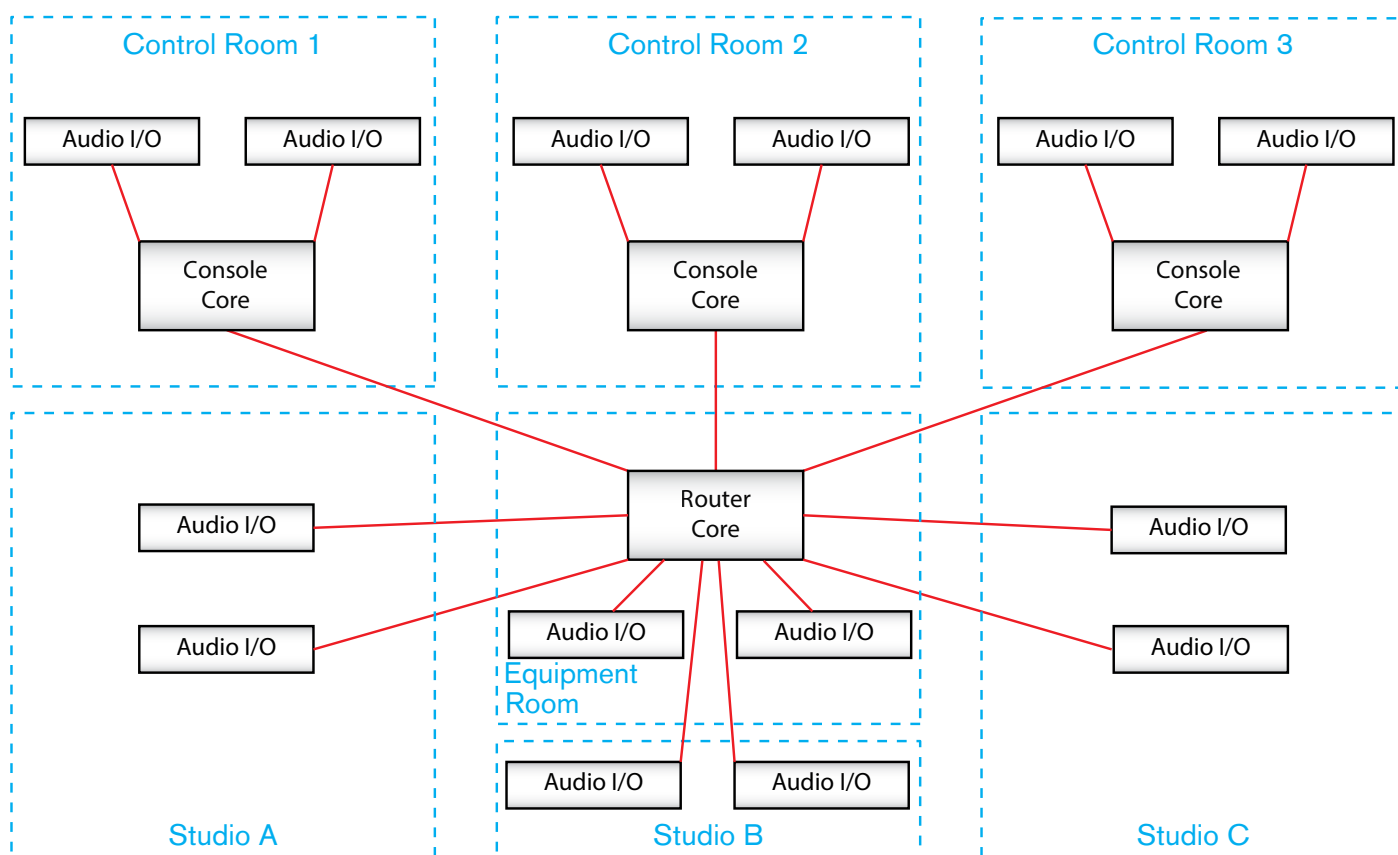 Control Room 1
Control Room 2
Control Room 3
Audio I/O
Audio I/O
Audio I/O
Audio I/O
Audio I/O
Audio I/O
Console
Core
Console
Core
Console
Core
Router
Core
Audio I/O
Audio I/O
Audio I/O
Audio I/O
Audio I/O
Audio I/O
Equipment
Room
Audio I/O
Audio I/O
Studio A
Studio B
Studio C